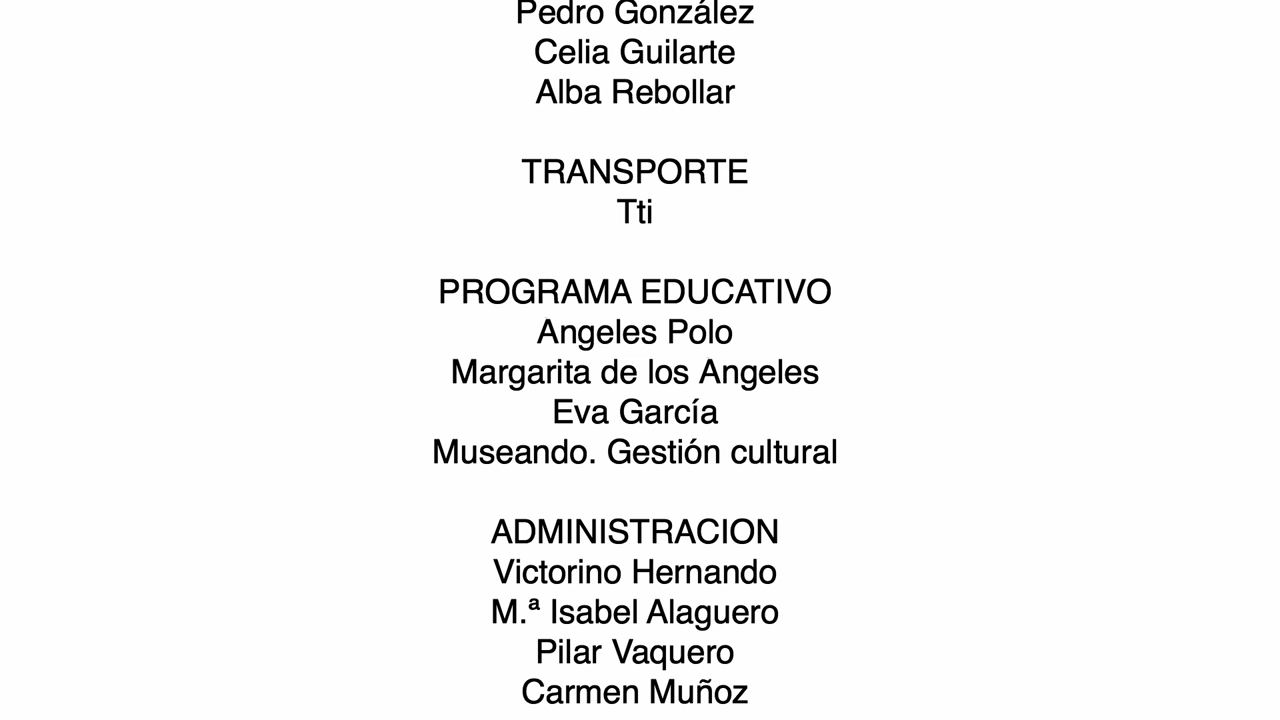 Pedro González
Celia Guilarte
Alba Rebollar
TRANSPORTE
Tti
PROGRAMA EDUCATIVO
Angeles Polo
Margarita de los Angeles
Eva García
Museando. Gestión cultural
ADMINISTRACION
Victorino Hernando
M.ª Isabel Alaguero
Pilar Vaquero
Carmen Muñoz